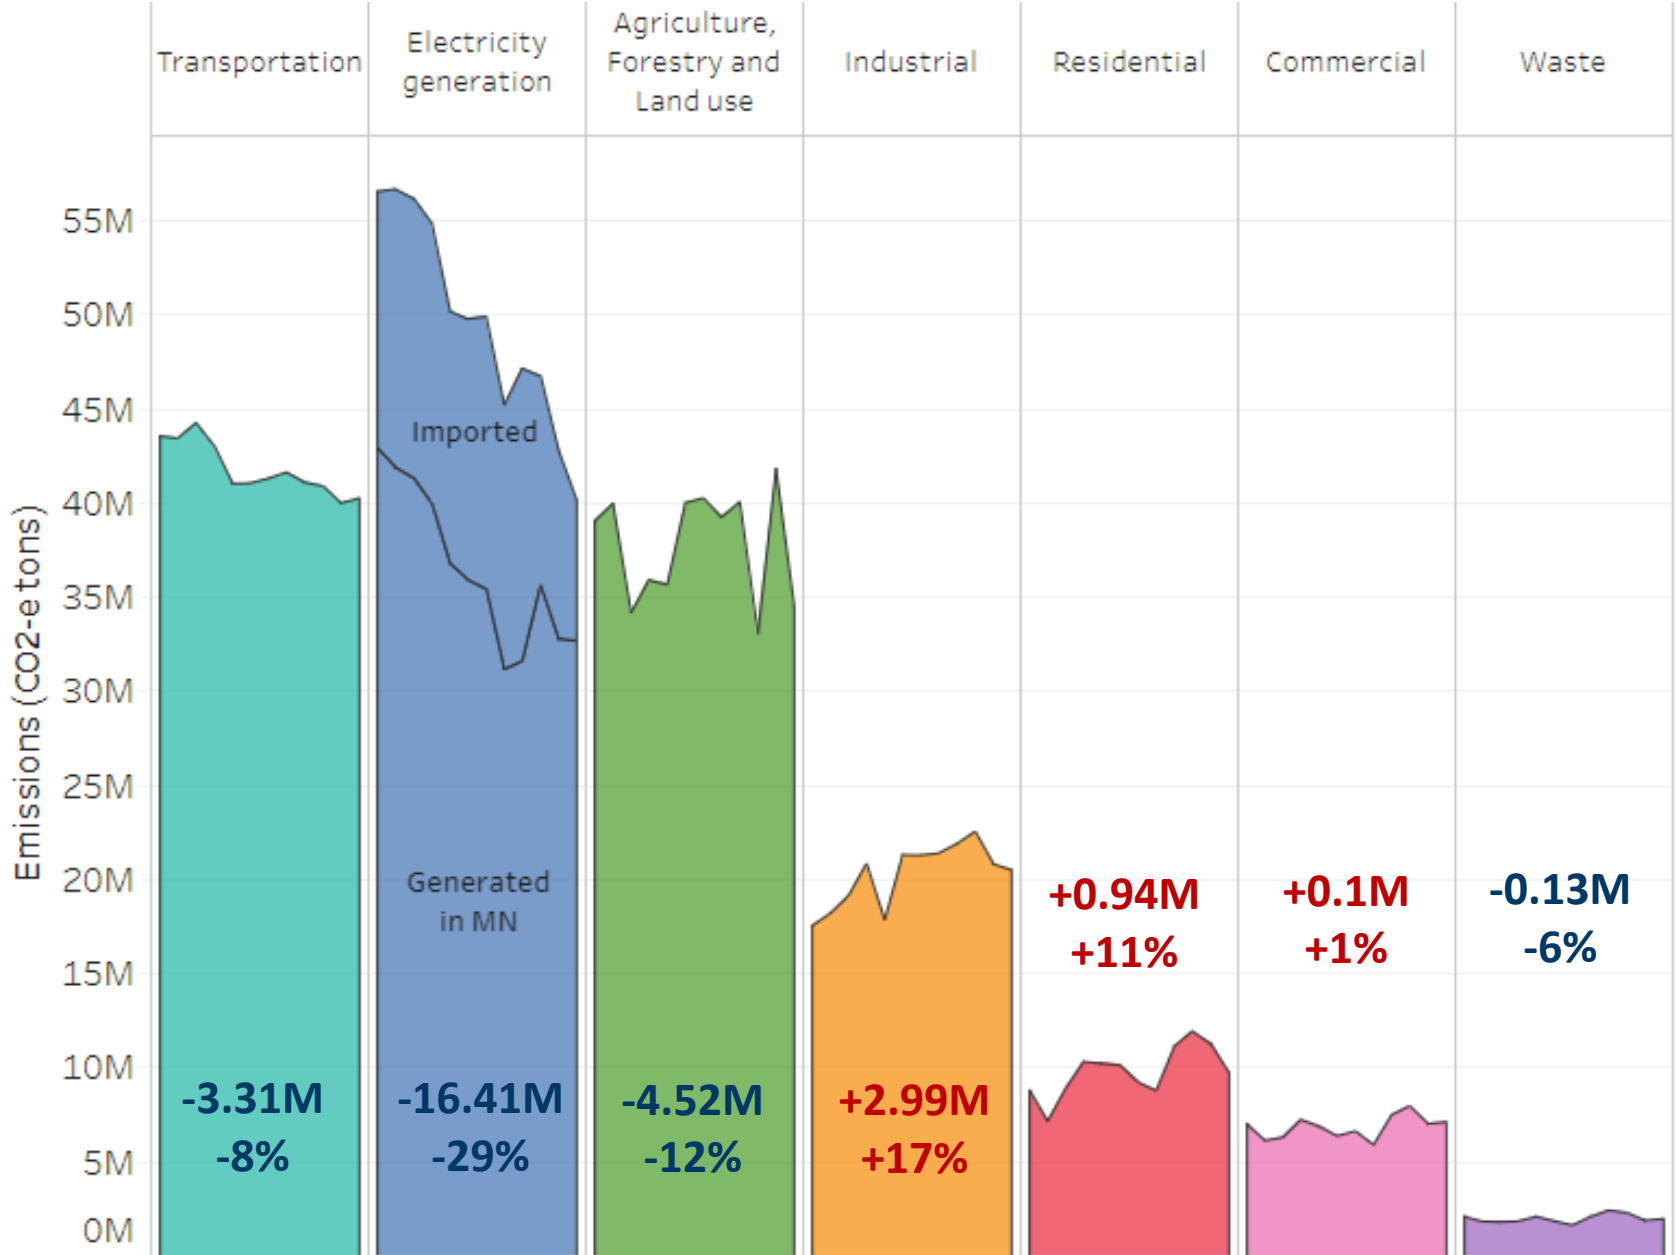 Transportation
Electricity
generation
Agriculture,
Forestry and
Land use
Industrial
Residential
Commercial
Waste
Emissions (CO2-e tons)
55M
50M
45M
40M
35M
30M
25M
20M
15M
10M
5M
0M
Imported
Generated
in MN
-3.31M
-8%
-16.41M
-29%
-4.52M
-12%
+2.99M
+17%
+0.94M
+11%
+0.1M
+1%
-0.13M
-6%